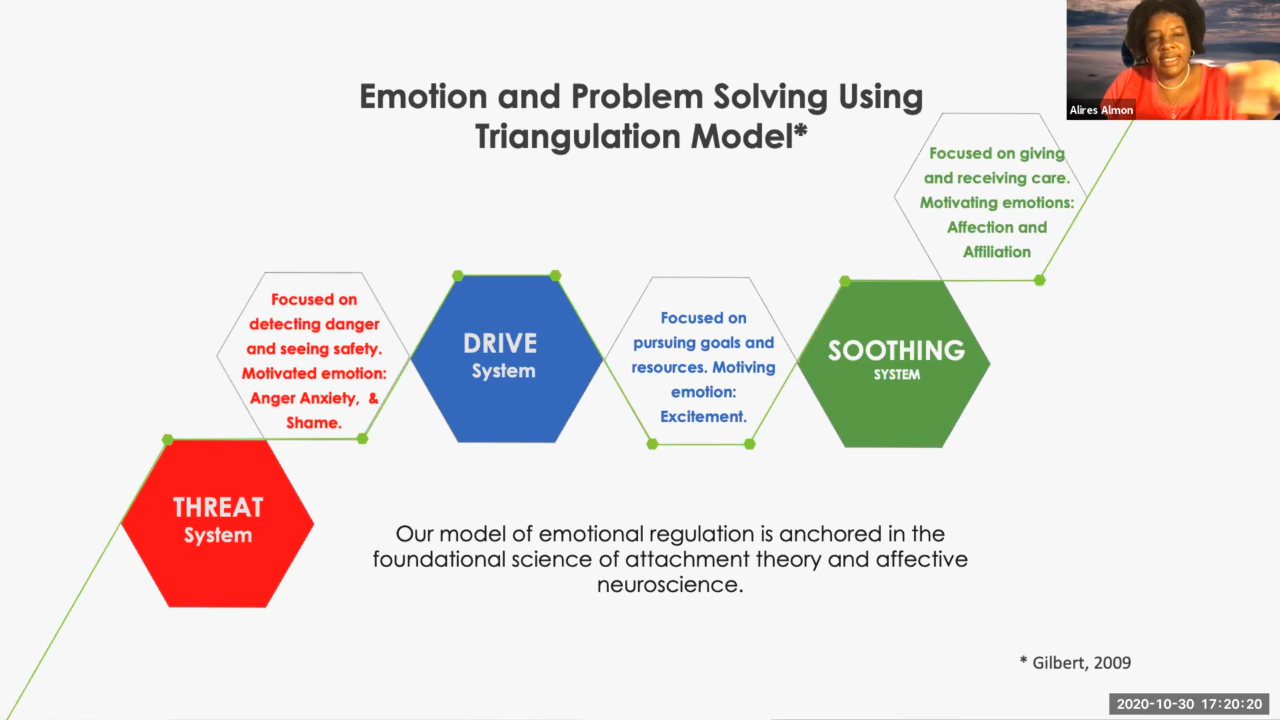 Emotion and Problem Solving Using
Triangulation Model*
Alires Almon
Focused on giving
and receiving care.
Motivating emotions:
Affection and
Affiliation
Focused on
detecting danger
and seeing safety.
Motivated emotion:
Anger Anxiety, &
Shame.
DRIVE
System
Focused on
pursuing goals and
resources. Motiving
emotion:
Excitement.
SOOTHING
SYSTEM
THREAT
System
Our model of emotional regulation is anchored in the
foundational science of attachment theory and affective
neuroscience.
* Gilbert, 2009
2020-10-30 17:20:20